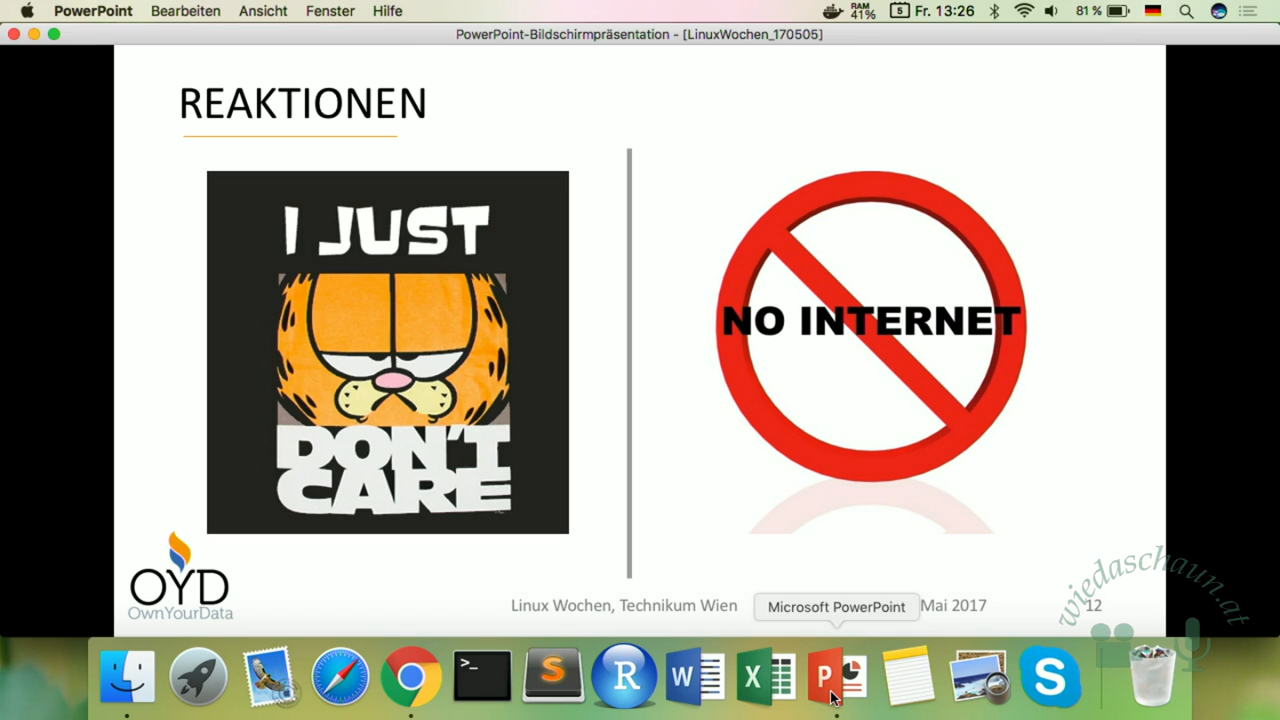 PowerPoint Bearbeiten Ansicht Fenster Hilfe RAM 41% 5 Fr. 13:26 81 %
PowerPoint-Bildschirmpräsentation - [LinuxWochen_170505]
REAKTIONEN
I JUST
DON'T
CARE
NO INTERNET
OYD
OwnYourData
Linux Wochen, Technikum Wien
Microsoft PowerPoint
Mai 2017
12
wiedaschaun.at
>_
S
R
W
X
P
S